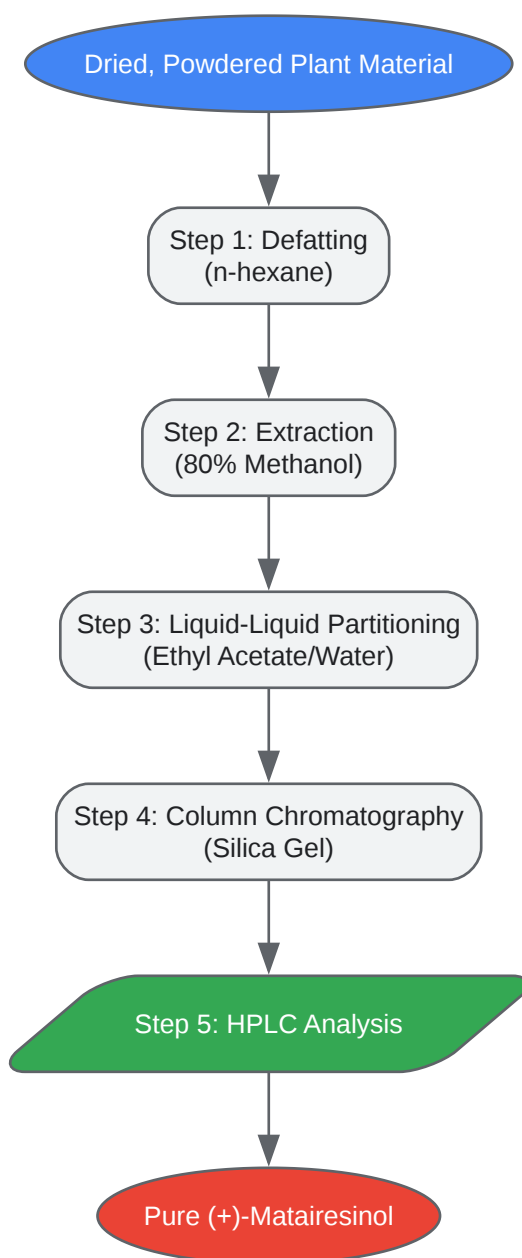 Dried, Powdered Plant Material
Step 1: Defatting
(n-hexane)
Step 2: Extraction
(80% Methanol)
Step 3: Liquid-Liquid Partitioning
(Ethyl Acetate/Water)
Step 4: Column Chromatography
(Silica Gel)
Step 5: HPLC Analysis
Pure (+)-Matairesinol